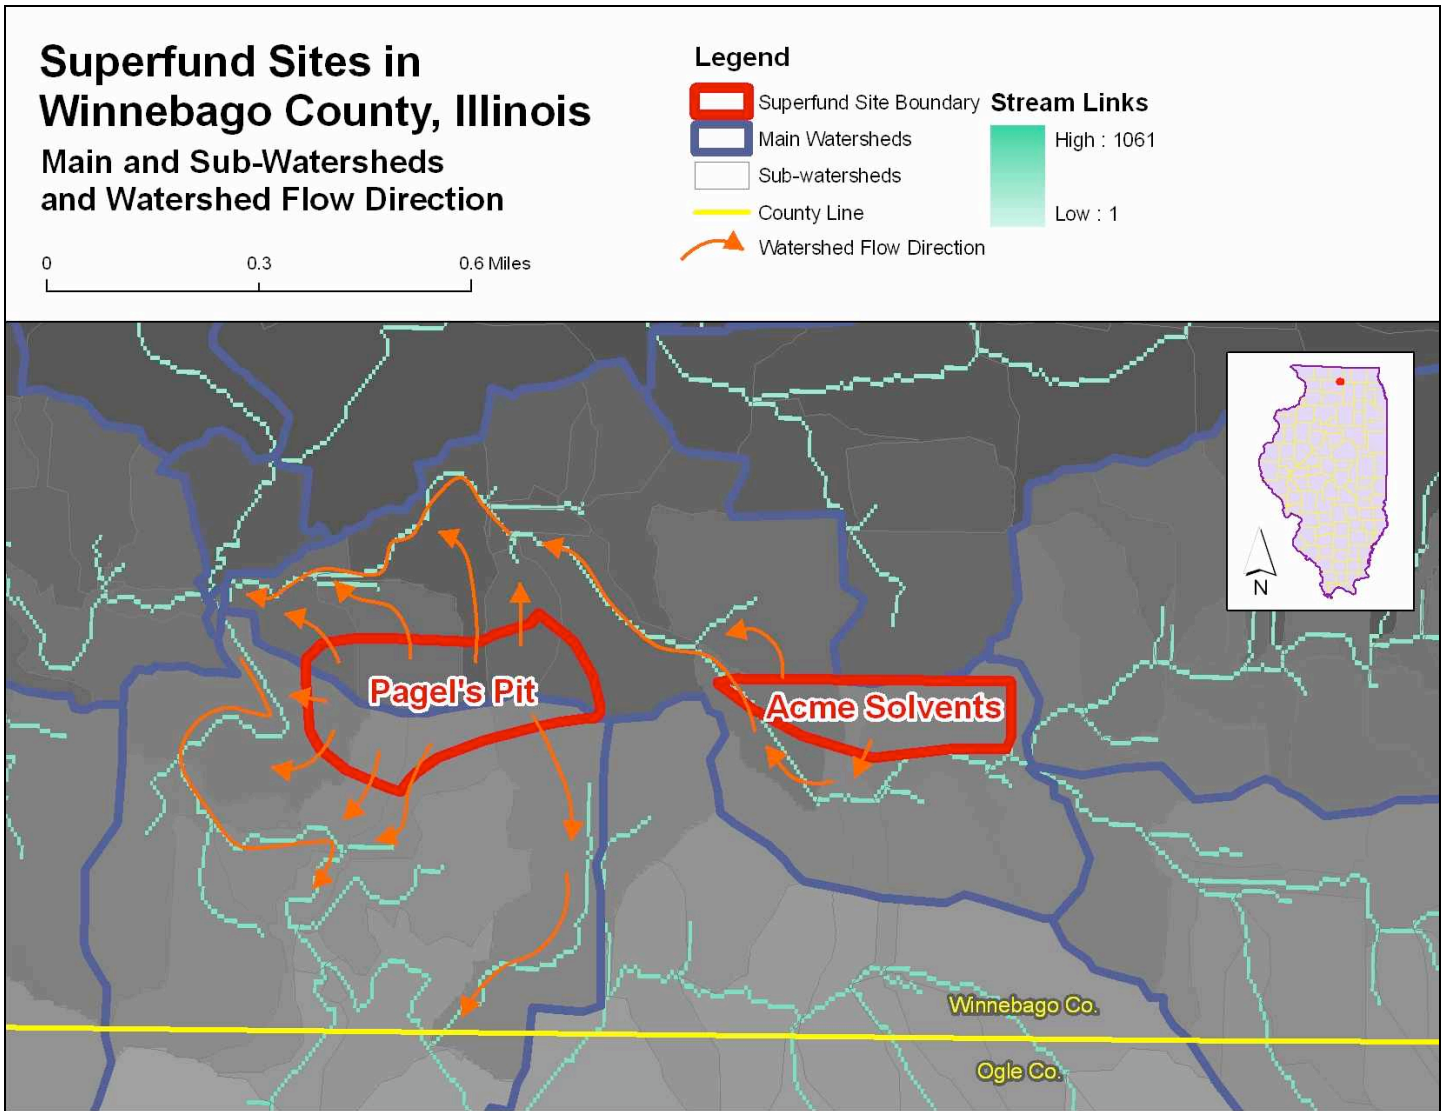 Superfund Sites in
Winnebago County, Illinois
Main and Sub-Watersheds
and Watershed Flow Direction
0 0.3 0.6 Miles
Legend
Superfund Site Boundary
Main Watersheds
Sub-watersheds
County Line
Watershed Flow Direction
Stream Links
High : 1061
Low : 1
N
Pagel's Pit
Acme Solvents
Winnebago Co.
Ogle Co.